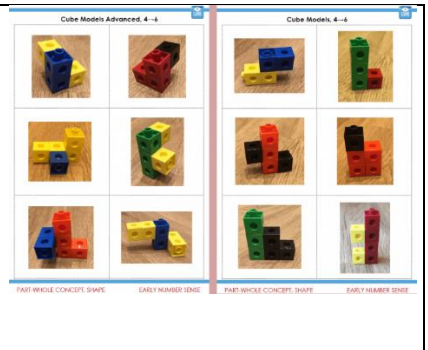 Cube Models Advanced, 4→6
Cube Models, 4→6
PART-WHOLE CONCEPT, SHAPE
EARLY NUMBER SENSE
PART-WHOLE CONCEPT, SHAPE
EARLY NUMBER SENSE